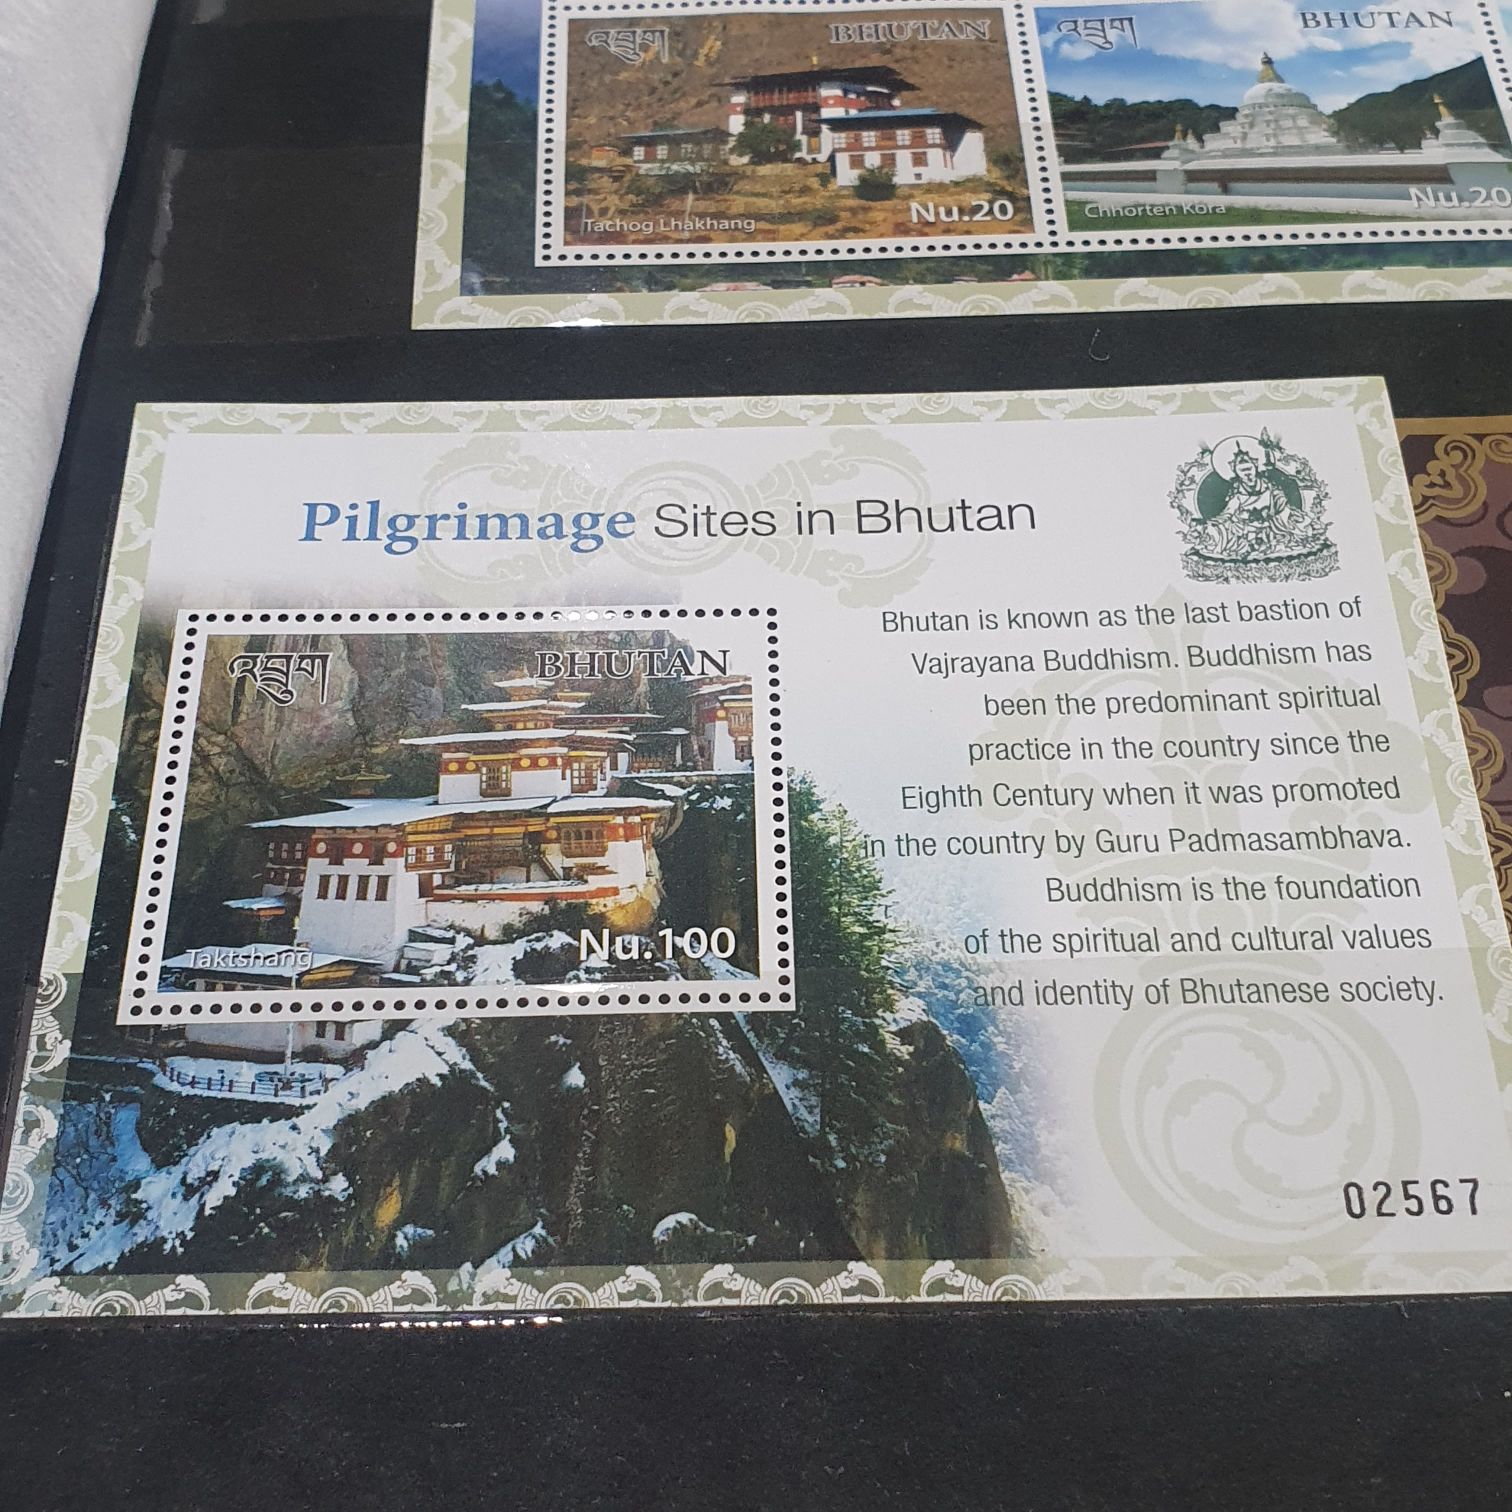 འབྲུག BHUTAN
Tachog Lhakhang Nu.20
འབྲུག BHUTAN
Chhorten Kora Nu.20
Pilgrimage Sites in Bhutan
འབྲུག BHUTAN
Taktshang Nu.100
Bhutan is known as the last bastion of
Vajrayana Buddhism. Buddhism has
been the predominant spiritual
practice in the country since the
Eighth Century when it was promoted
in the country by Guru Padmasambhava.
Buddhism is the foundation
of the spiritual and cultural values
and identity of Bhutanese society.
02567